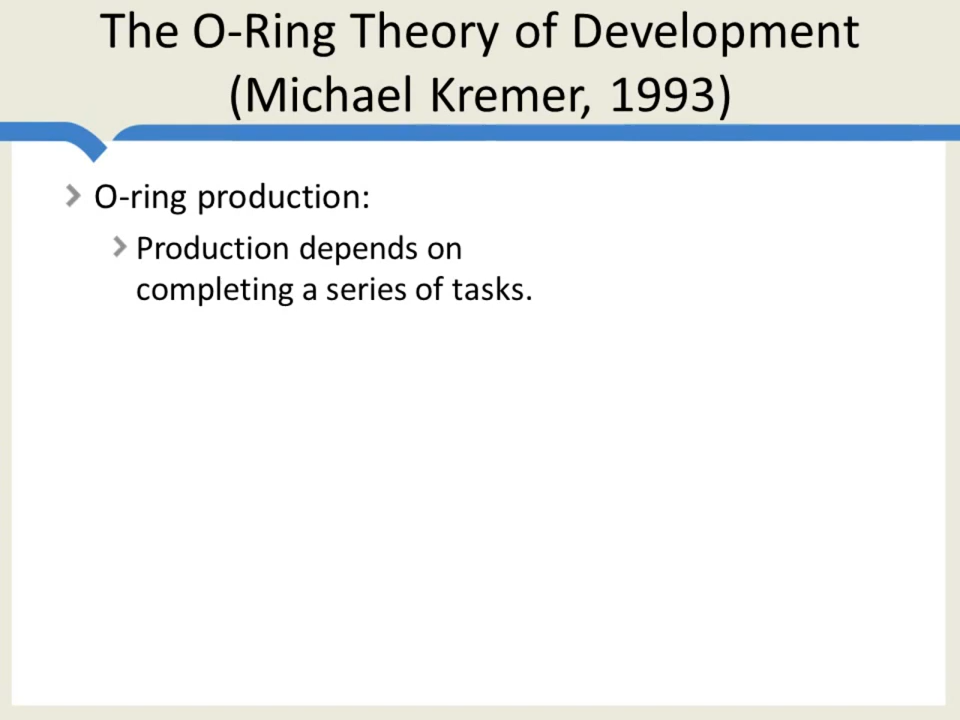 The O-Ring Theory of Development
(Michael Kremer, 1993)
O-ring production:
Production depends on
completing a series of tasks.